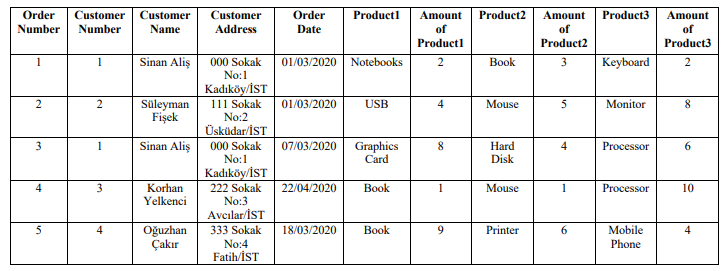 Order Number | Customer Number | Customer Name | Customer Address | Order Date | Product1 | Amount of Product1 | Product2 | Amount of Product2 | Product3 | Amount of Product3
1 | 1 | Sinan Aliş | 000 Sokak No:1 Kadıköy/İST | 01/03/2020 | Notebooks | 2 | Book | 3 | Keyboard | 2
2 | 2 | Süleyman Fişek | 111 Sokak No:2 Üsküdar/İST | 01/03/2020 | USB | 4 | Mouse | 5 | Monitor | 8
3 | 1 | Sinan Aliş | 000 Sokak No:1 Kadıköy/İST | 07/03/2020 | Graphics Card | 8 | Hard Disk | 4 | Processor | 6
4 | 3 | Korhan Yelkenci | 222 Sokak No:3 Avcılar/İST | 22/04/2020 | Book | 1 | Mouse | 1 | Processor | 10
5 | 4 | Oğuzhan Çakır | 333 Sokak No:4 Fatih/İST | 18/03/2020 | Book | 9 | Printer | 6 | Mobile Phone | 4